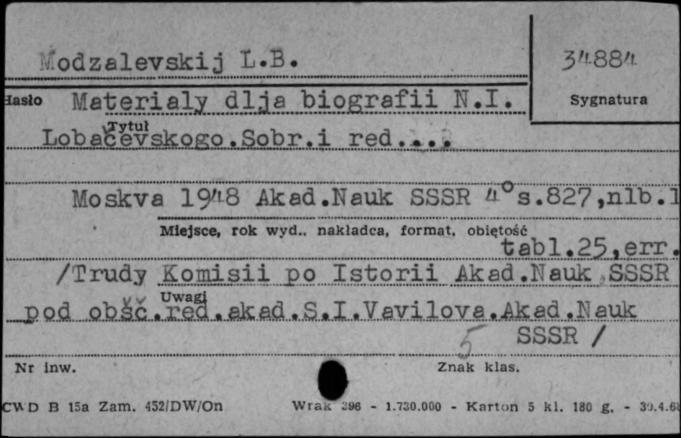 Modzalevskij L.B.
34884
Hasło Materialy dlja biografii N.I.
Sygnatura
Tytuł
Lobačevskogo.Sobr.i red....
Moskva 1948 Akad.Nauk SSSR 4° s.827,nlb.1
Miejsce, rok wyd., nakładca, format, objętość
tabl.25,err.
/Trudy Komisii po Istorii Akad.Nauk SSSR
Uwagi
pod obšč.red.akad.S.I.Vavilova.Akad.Nauk
SSSR /
5
Nr inw.
Znak klas.
CWD B 15a Zam. 452/DW/On
Wrak 396 - 1.730.000 - Karton 5 kl. 180 g. - 30.4.6